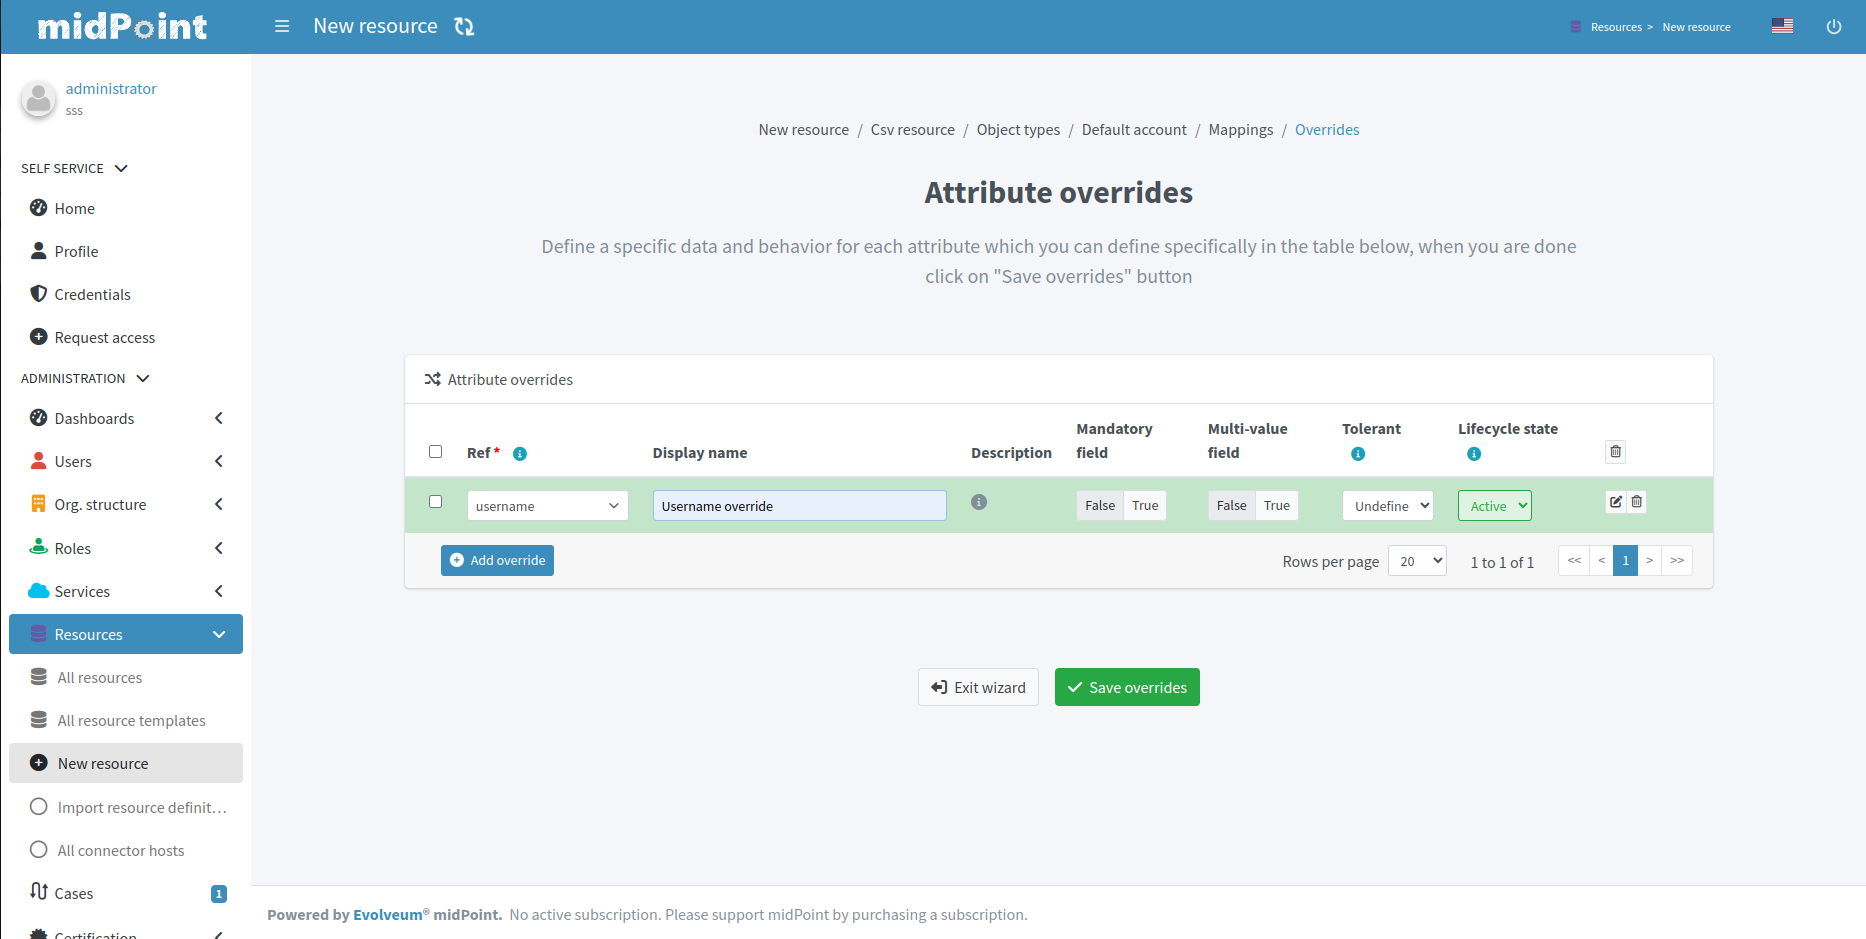 midPoint
New resource
Resources > New resource
administrator
sss
SELF SERVICE
Home
Profile
Credentials
Request access
ADMINISTRATION
Dashboards
Users
Org. structure
Roles
Services
Resources
All resources
All resource templates
New resource
Import resource definit...
All connector hosts
Cases 1
Certification
New resource / Csv resource / Object types / Default account / Mappings / Overrides
Attribute overrides
Define a specific data and behavior for each attribute which you can define specifically in the table below, when you are done
click on "Save overrides" button
Attribute overrides
Ref * Display name Description Mandatory field Multi-value field Tolerant Lifecycle state
username Username override False True False True Undefine Active
Add override Rows per page 20 1 to 1 of 1 << < 1 > >>
Exit wizard Save overrides
Powered by Evolveum® midPoint. No active subscription. Please support midPoint by purchasing a subscription.